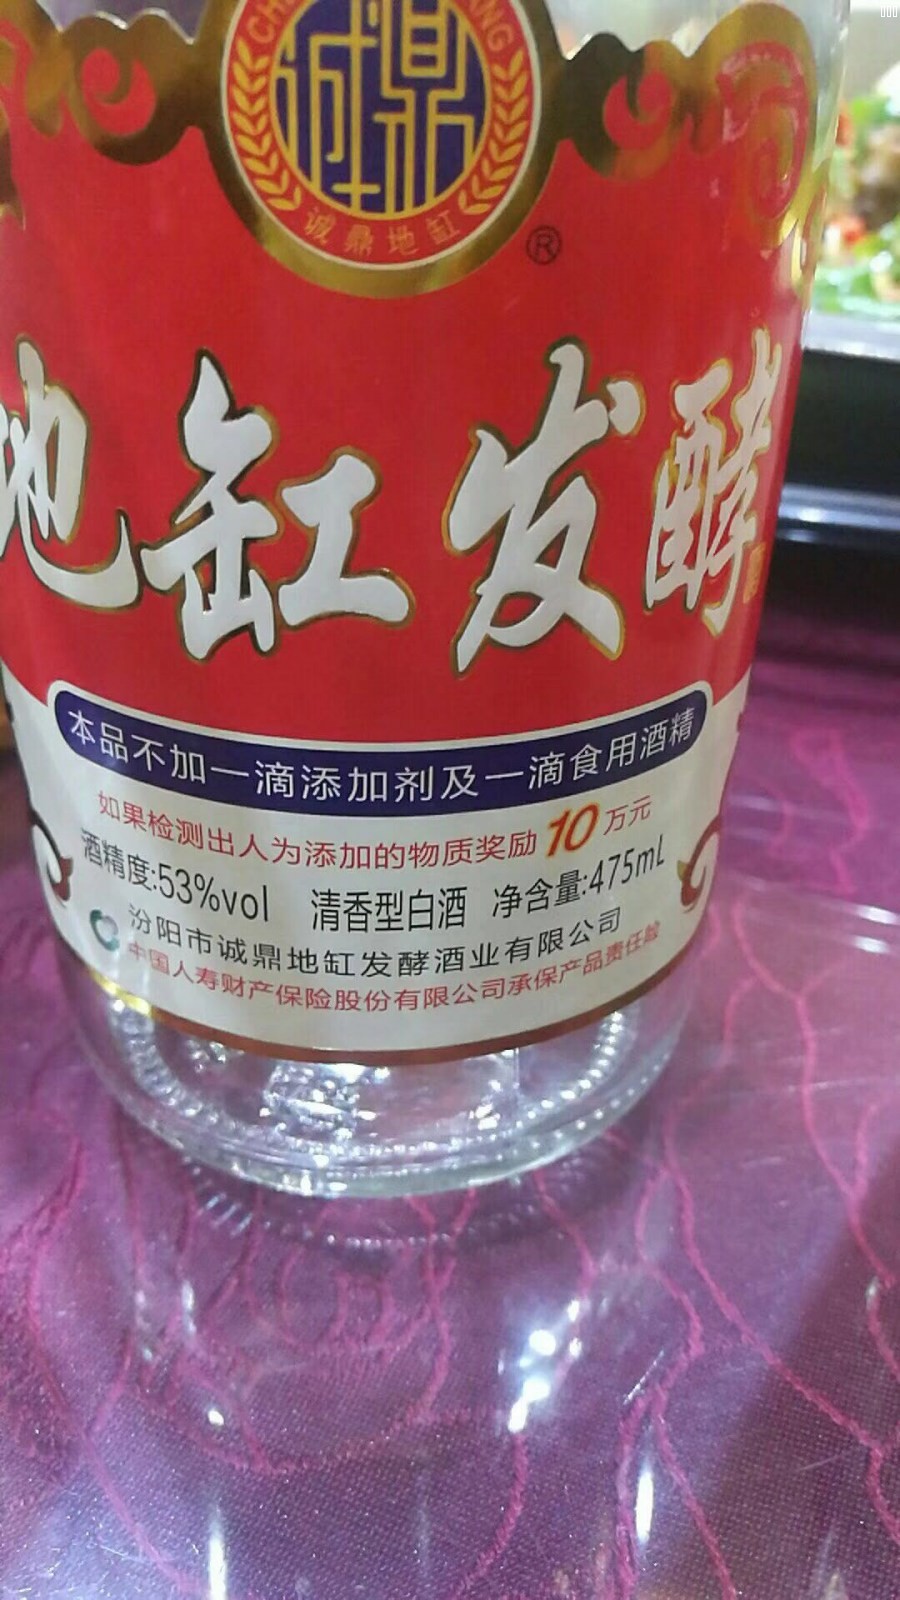 诚鼎
诚鼎地缸
®
地缸发酵
本品不加一滴添加剂及一滴食用酒精
如果检测出人为添加的物质奖励10万元
酒精度:53%vol 清香型白酒 净含量:475mL
汾阳市诚鼎地缸发酵酒业有限公司
中国人寿财产保险股份有限公司承保产品责任险